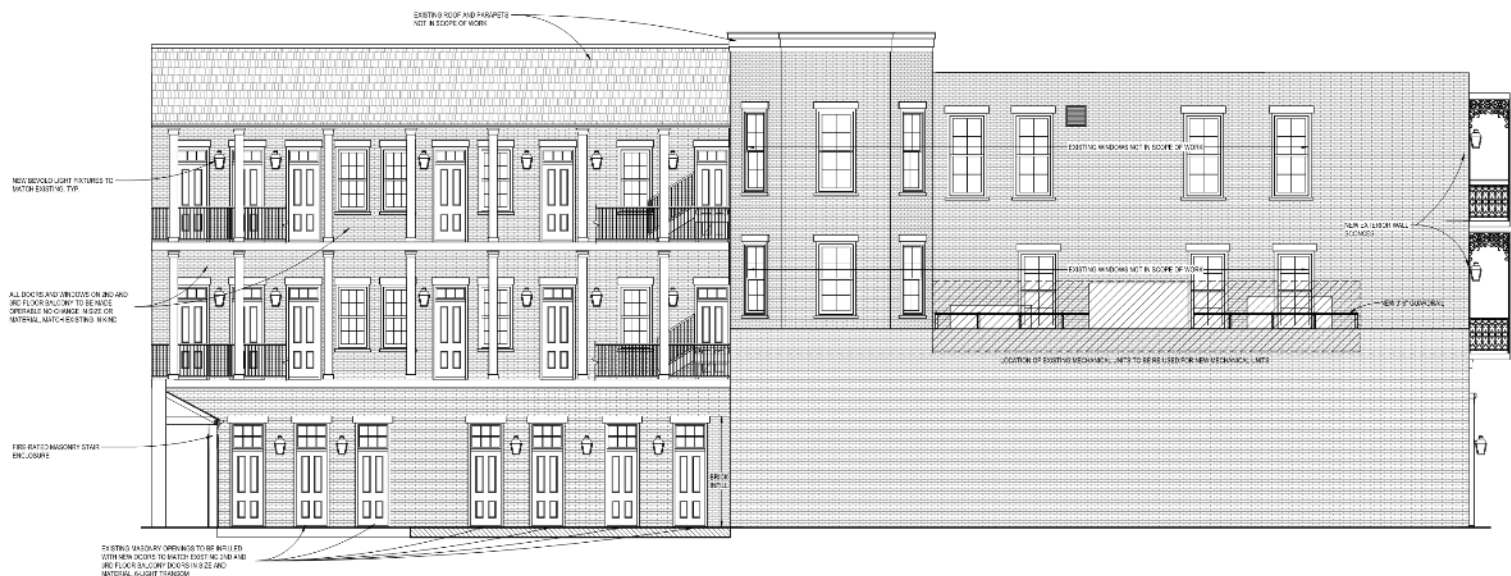 EXISTING ROOF AND PARAPETS
NOT IN SCOPE OF WORK
NEW BEVOLO LIGHT FIXTURES TO
MATCH EXISTING, TYP.
EXISTING WINDOWS NOT IN SCOPE OF WORK
NEW EXTERIOR WALL
SCONCES
ALL DOORS AND WINDOWS ON 2ND AND
3RD FLOOR BALCONY TO BE MADE
OPERABLE NO CHANGE IN SIZE OR
MATERIAL, MATCH EXISTING IN KIND
EXISTING WINDOWS NOT IN SCOPE OF WORK
NEW 3'-6" GUARDRAIL
LOCATION OF EXISTING MECHANICAL UNITS TO BE RE-USED FOR NEW MECHANICAL UNITS
FIRE-RATED MASONRY STAIR
ENCLOSURE
BRICK
INFILL
EXISTING MASONRY OPENINGS TO BE INFILLED
WITH NEW DOORS TO MATCH EXISTING 2ND AND
3RD FLOOR BALCONY DOORS IN SIZE AND
MATERIAL, 6-LIGHT TRANSOM